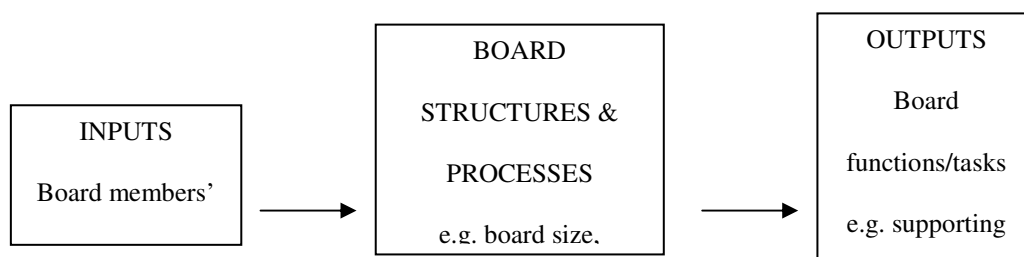 INPUTS
Board members’
BOARD
STRUCTURES &
PROCESSES
e.g. board size,
OUTPUTS
Board
functions/tasks
e.g. supporting